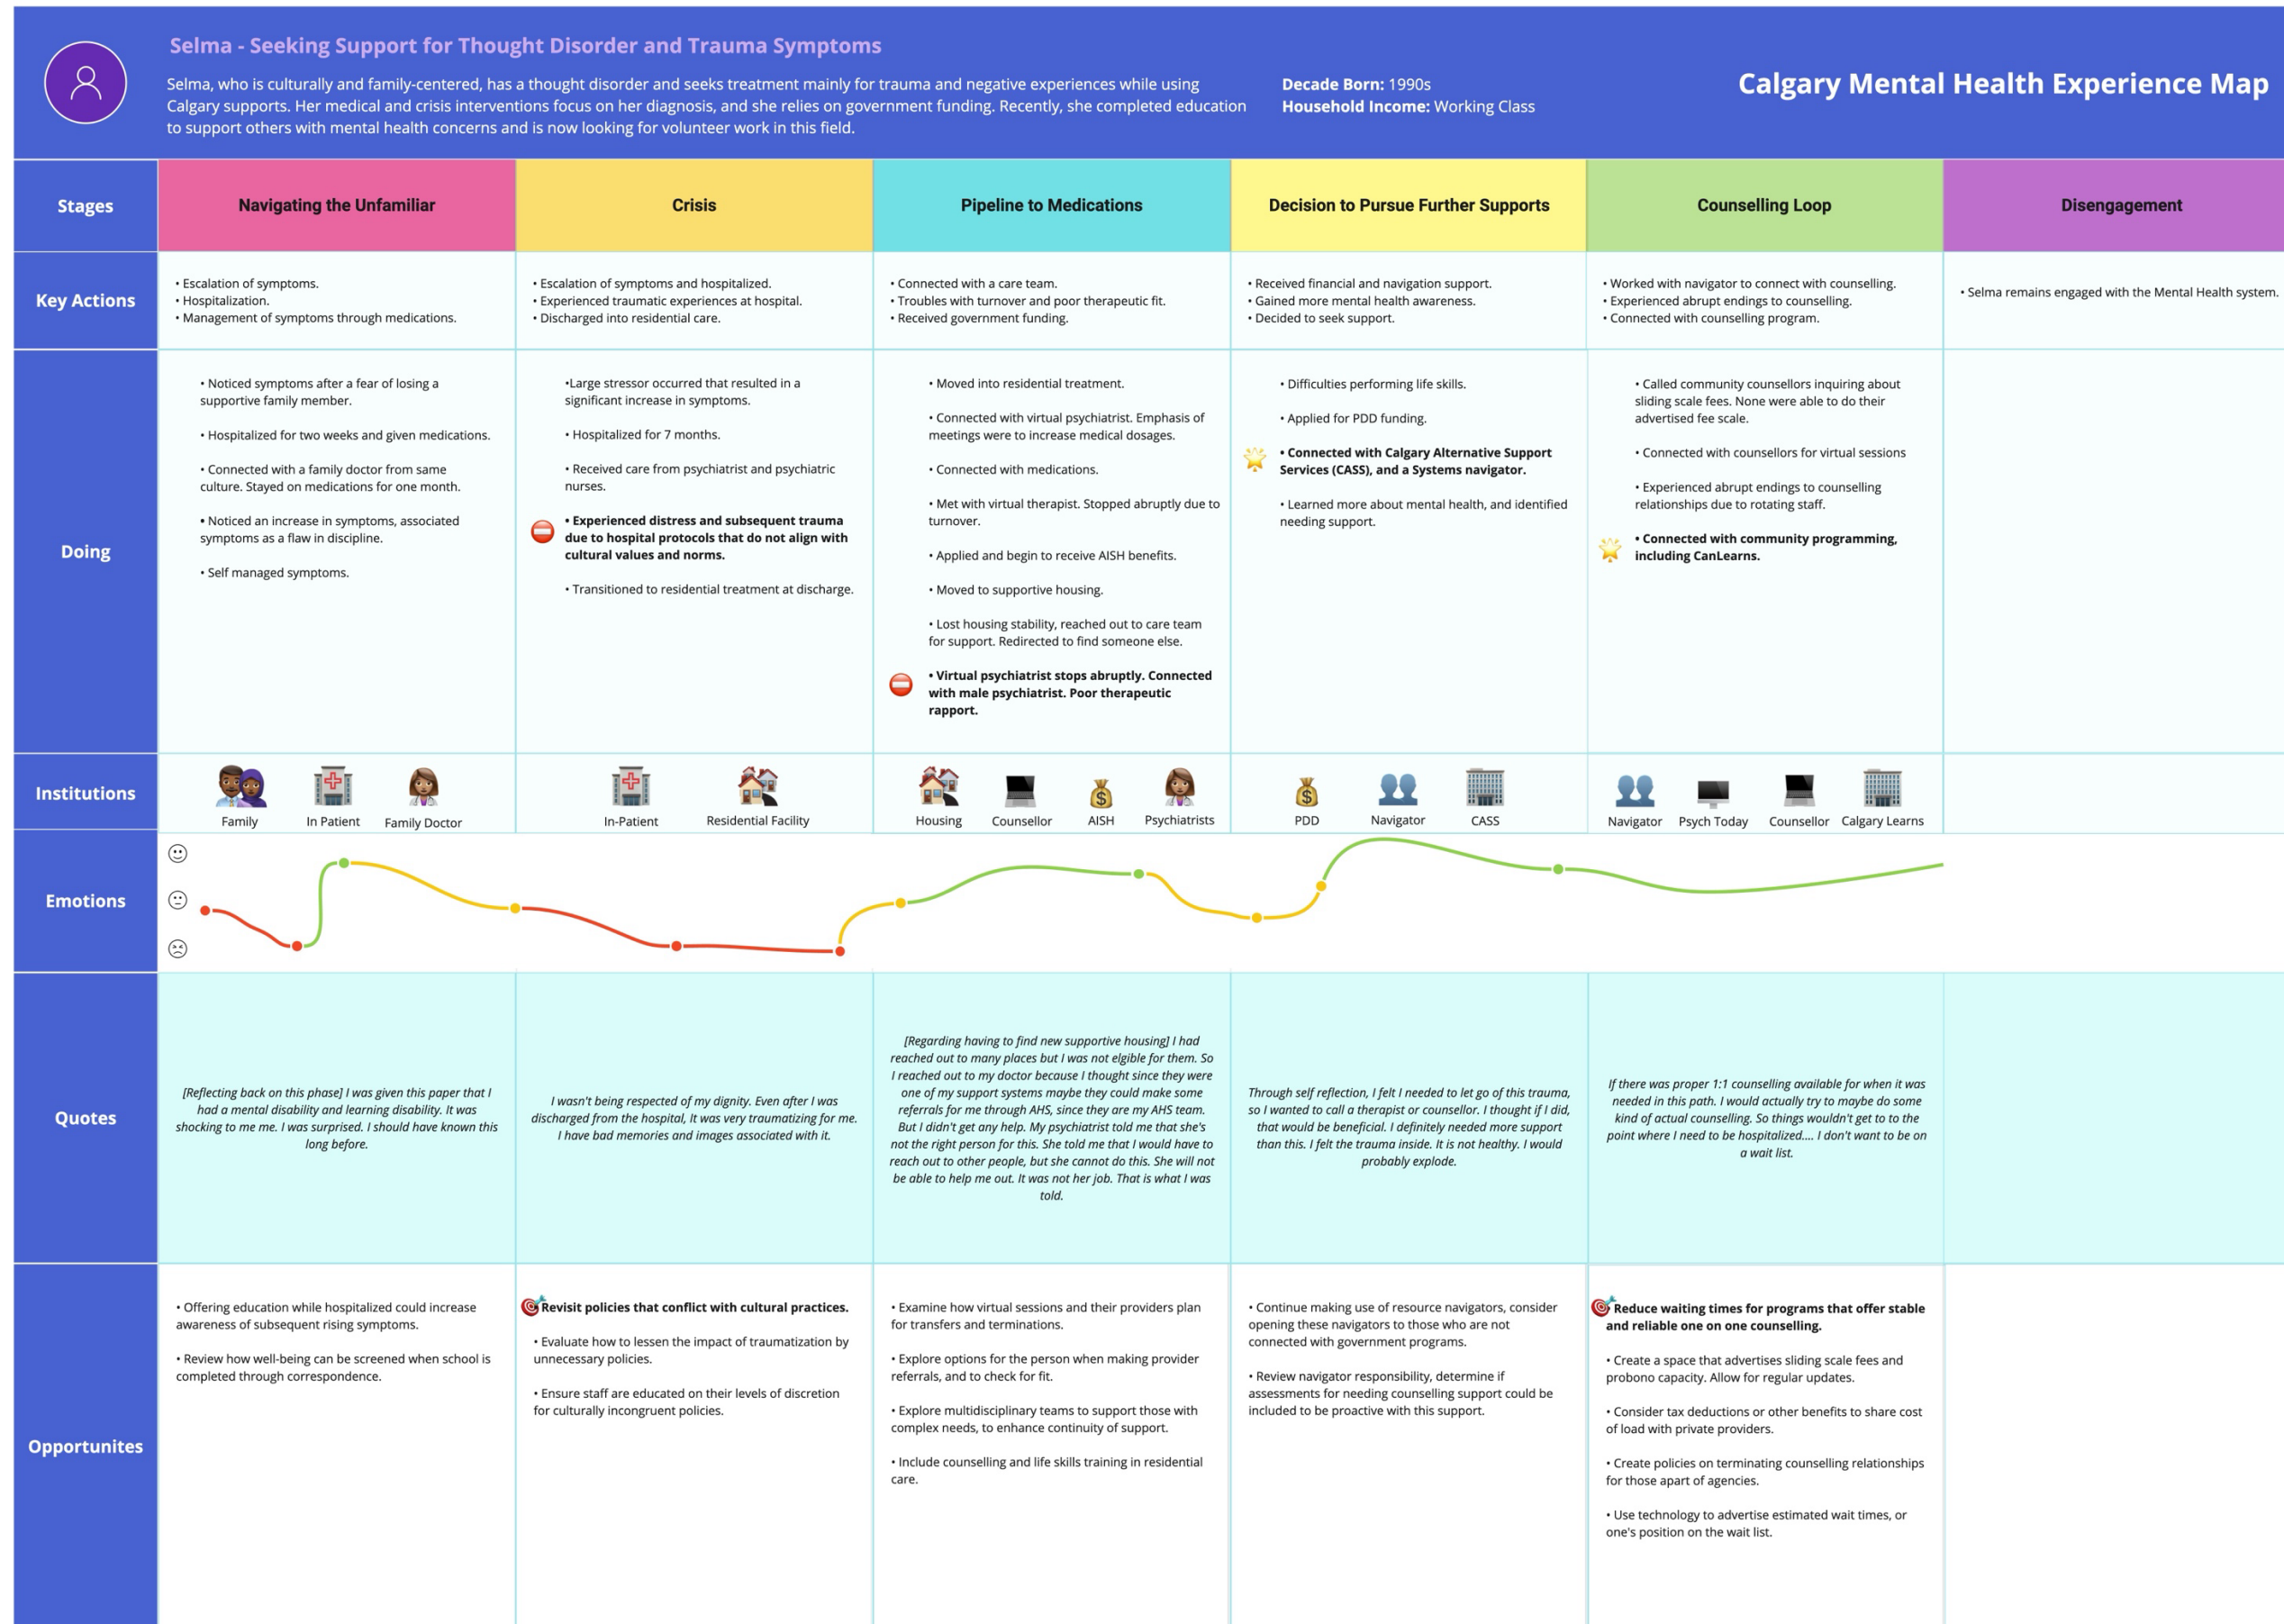 Selma - Seeking Support for Thought Disorder and Trauma Symptoms
Selma, who is culturally and family-centered, has a thought disorder and seeks treatment mainly for trauma and negative experiences while using
Calgary supports. Her medical and crisis interventions focus on her diagnosis, and she relies on government funding. Recently, she completed education
to support others with mental health concerns and is now looking for volunteer work in this field.
Decade Born: 1990s
Household Income: Working Class
Calgary Mental Health Experience Map
Stages
Navigating the Unfamiliar
Crisis
Pipeline to Medications
Decision to Pursue Further Supports
Counselling Loop
Disengagement
Key Actions
• Escalation of symptoms.
• Hospitalization.
• Management of symptoms through medications.
• Escalation of symptoms and hospitalized.
• Experienced traumatic experiences at hospital.
• Discharged into residential care.
• Connected with a care team.
• Troubles with turnover and poor therapeutic fit.
• Received government funding.
• Received financial and navigation support.
• Gained more mental health awareness.
• Decided to seek support.
• Worked with navigator to connect with counselling.
• Experienced abrupt endings to counselling.
• Connected with counselling program.
• Selma remains engaged with the Mental Health system.
Doing
• Noticed symptoms after a fear of losing a
supportive family member.
• Hospitalized for two weeks and given medications.
• Connected with a family doctor from same
culture. Stayed on medications for one month.
• Noticed an increase in symptoms, associated
symptoms as a flaw in discipline.
• Self managed symptoms.
•Large stressor occurred that resulted in a
significant increase in symptoms.
• Hospitalized for 7 months.
• Received care from psychiatrist and psychiatric
nurses.
• Experienced distress and subsequent trauma
due to hospital protocols that do not align with
cultural values and norms.
• Transitioned to residential treatment at discharge.
• Moved into residential treatment.
• Connected with virtual psychiatrist. Emphasis of
meetings were to increase medical dosages.
• Connected with medications.
• Met with virtual therapist. Stopped abruptly due to
turnover.
• Applied and begin to receive AISH benefits.
• Moved to supportive housing.
• Lost housing stability, reached out to care team
for support. Redirected to find someone else.
• Virtual psychiatrist stops abruptly. Connected
with male psychiatrist. Poor therapeutic
rapport.
• Difficulties performing life skills.
• Applied for PDD funding.
• Connected with Calgary Alternative Support
Services (CASS), and a Systems navigator.
• Learned more about mental health, and identified
needing support.
• Called community counsellors inquiring about
sliding scale fees. None were able to do their
advertised fee scale.
• Connected with counsellors for virtual sessions
• Experienced abrupt endings to counselling
relationships due to rotating staff.
• Connected with community programming,
including CanLearns.
Institutions
Family
In Patient
Family Doctor
In-Patient
Residential Facility
Housing
Counsellor
AISH
Psychiatrists
PDD
Navigator
CASS
Navigator
Psych Today
Counsellor
Calgary Learns
Emotions
Quotes
[Reflecting back on this phase] I was given this paper that I
had a mental disability and learning disability. It was
shocking to me me. I was surprised. I should have known this
long before.
I wasn't being respected of my dignity. Even after I was
discharged from the hospital, It was very traumatizing for me.
I have bad memories and images associated with it.
[Regarding having to find new supportive housing] I had
reached out to many places but I was not elgible for them. So
I reached out to my doctor because I thought since they were
one of my support systems maybe they could make some
referrals for me through AHS, since they are my AHS team.
But I didn't get any help. My psychiatrist told me that she's
not the right person for this. She told me that I would have to
reach out to other people, but she cannot do this. She will not
be able to help me out. It was not her job. That is what I was
told.
Through self reflection, I felt I needed to let go of this trauma,
so I wanted to call a therapist or counsellor. I thought if I did,
that would be beneficial. I definitely needed more support
than this. I felt the trauma inside. It is not healthy. I would
probably explode.
If there was proper 1:1 counselling available for when it was
needed in this path. I would actually try to maybe do some
kind of actual counselling. So things wouldn't get to to the
point where I need to be hospitalized.... I don't want to be on
a wait list.
Opportunites
• Offering education while hospitalized could increase
awareness of subsequent rising symptoms.
• Review how well-being can be screened when school is
completed through correspondence.
Revisit policies that conflict with cultural practices.
• Evaluate how to lessen the impact of traumatization by
unnecessary policies.
• Ensure staff are educated on their levels of discretion
for culturally incongruent policies.
• Examine how virtual sessions and their providers plan
for transfers and terminations.
• Explore options for the person when making provider
referrals, and to check for fit.
• Explore multidisciplinary teams to support those with
complex needs, to enhance continuity of support.
• Include counselling and life skills training in residential
care.
• Continue making use of resource navigators, consider
opening these navigators to those who are not
connected with government programs.
• Review navigator responsibility, determine if
assessments for needing counselling support could be
included to be proactive with this support.
• Reduce waiting times for programs that offer stable
and reliable one on one counselling.
• Create a space that advertises sliding scale fees and
probono capacity. Allow for regular updates.
• Consider tax deductions or other benefits to share cost
of load with private providers.
• Create policies on terminating counselling relationships
for those apart of agencies.
• Use technology to advertise estimated wait times, or
one's position on the wait list.